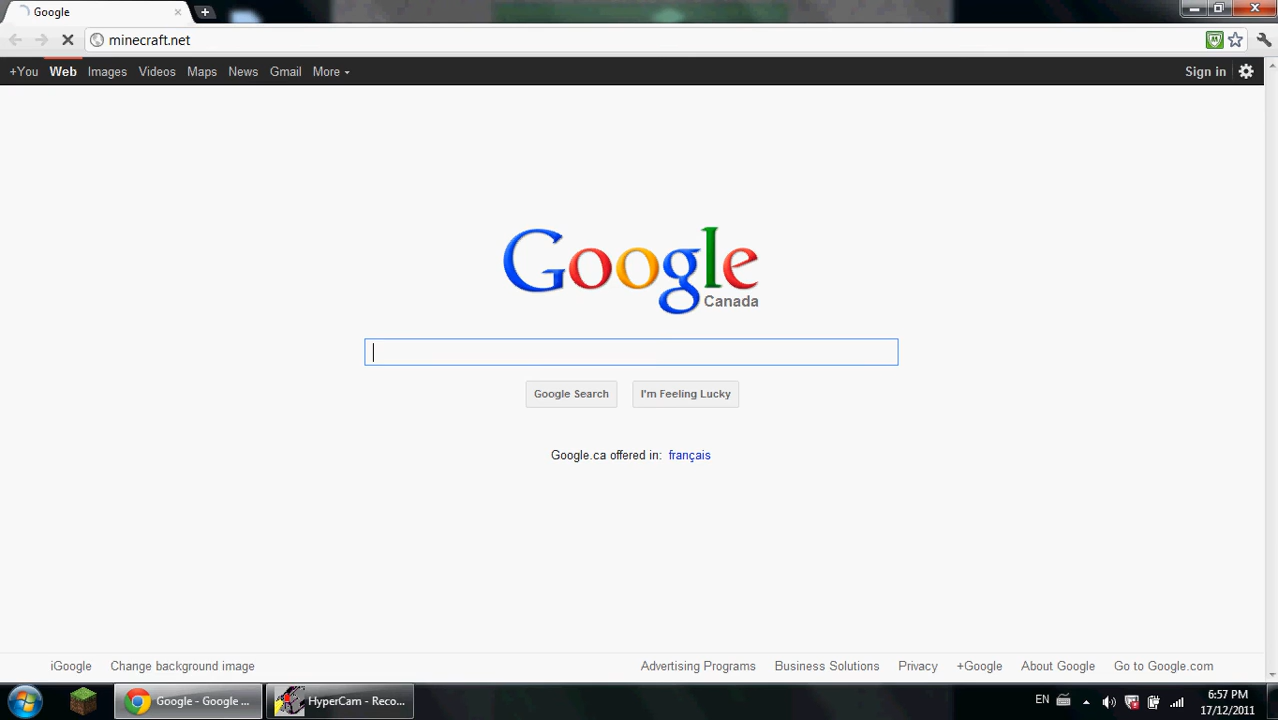 Google
minecraft.net
+You Web Images Videos Maps News Gmail More Sign in
Google
Canada
Google Search I'm Feeling Lucky
Google.ca offered in: français
iGoogle Change background image Advertising Programs Business Solutions Privacy +Google About Google Go to Google.com
Google - Google ... HyperCam - Reco... EN 6:57 PM
17/12/2011